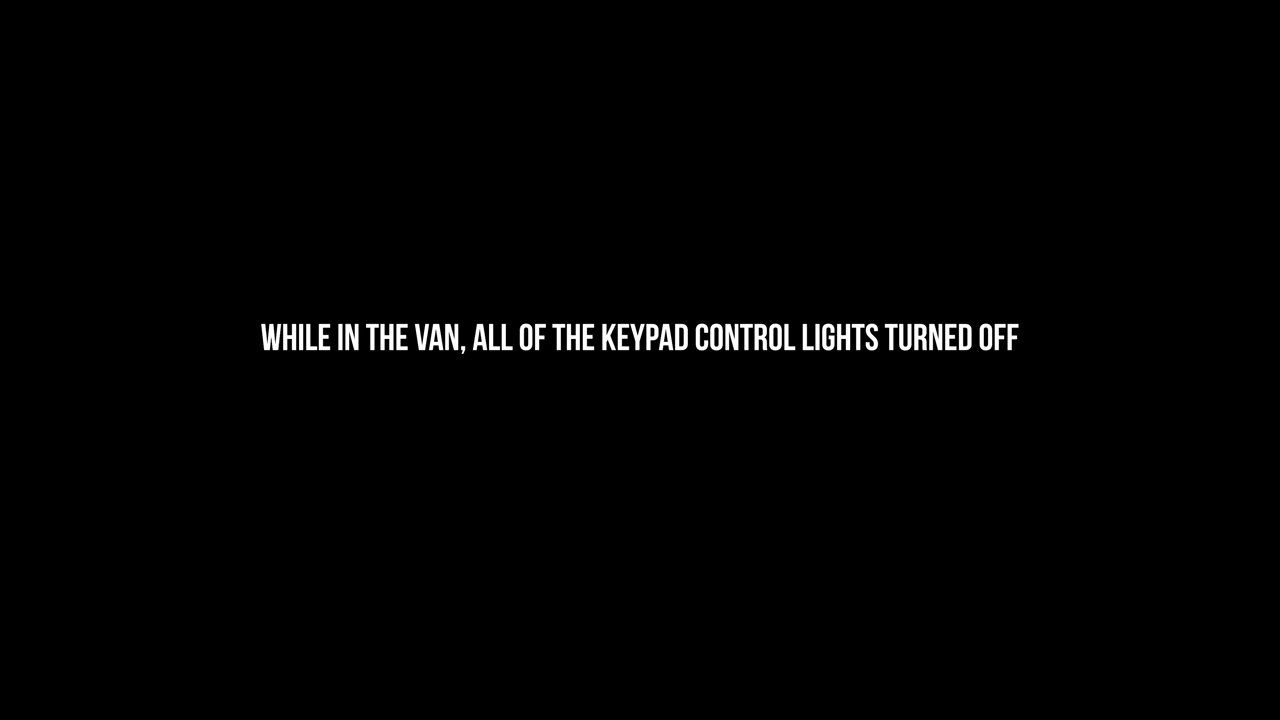 WHILE IN THE VAN, ALL OF THE KEYPAD CONTROL LIGHTS TURNED OFF